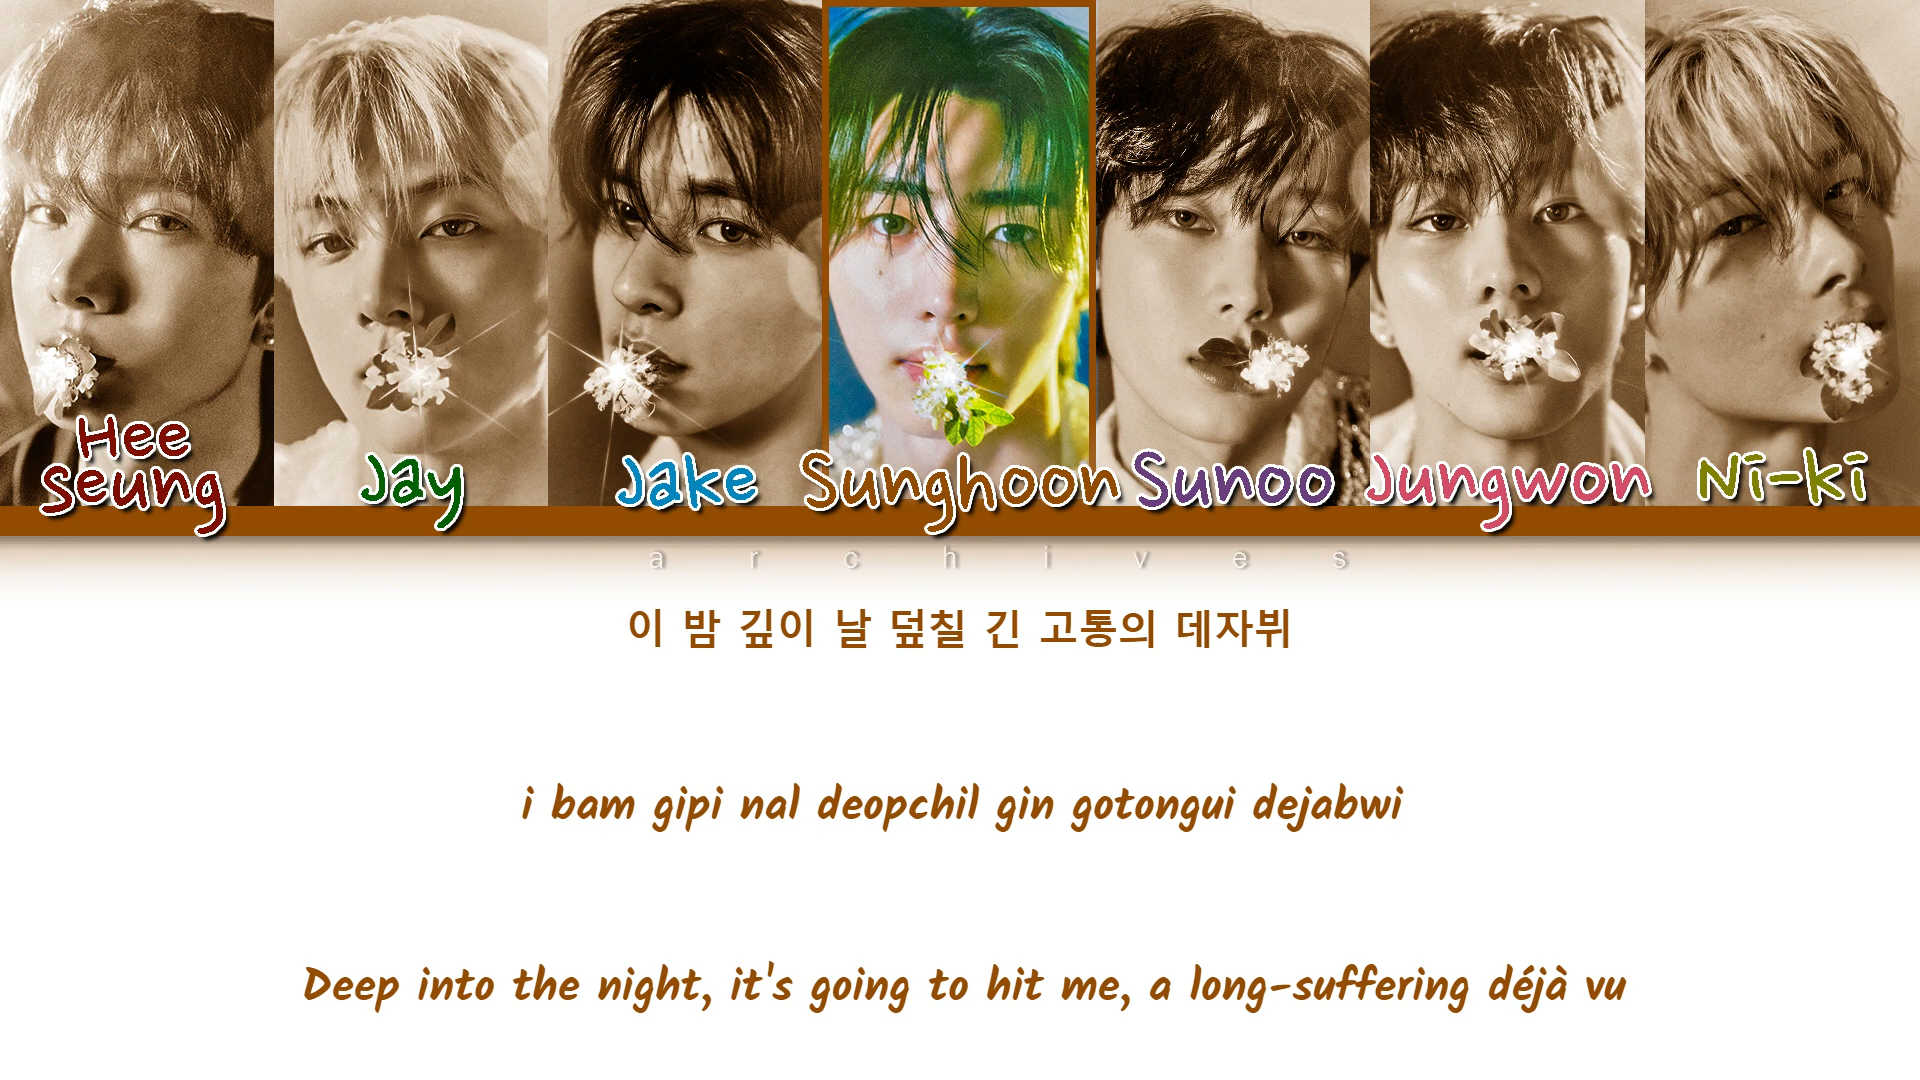 Hee
seung
Jay
Jake
Sunghoon
Sunoo
Jungwon
Ni-ki
archives
이 밤 깊이 날 덮칠 긴 고통의 데자뷔
i bam gipi nal deopchil gin gotongui dejabwi
Deep into the night, it's going to hit me, a long-suffering déjà vu